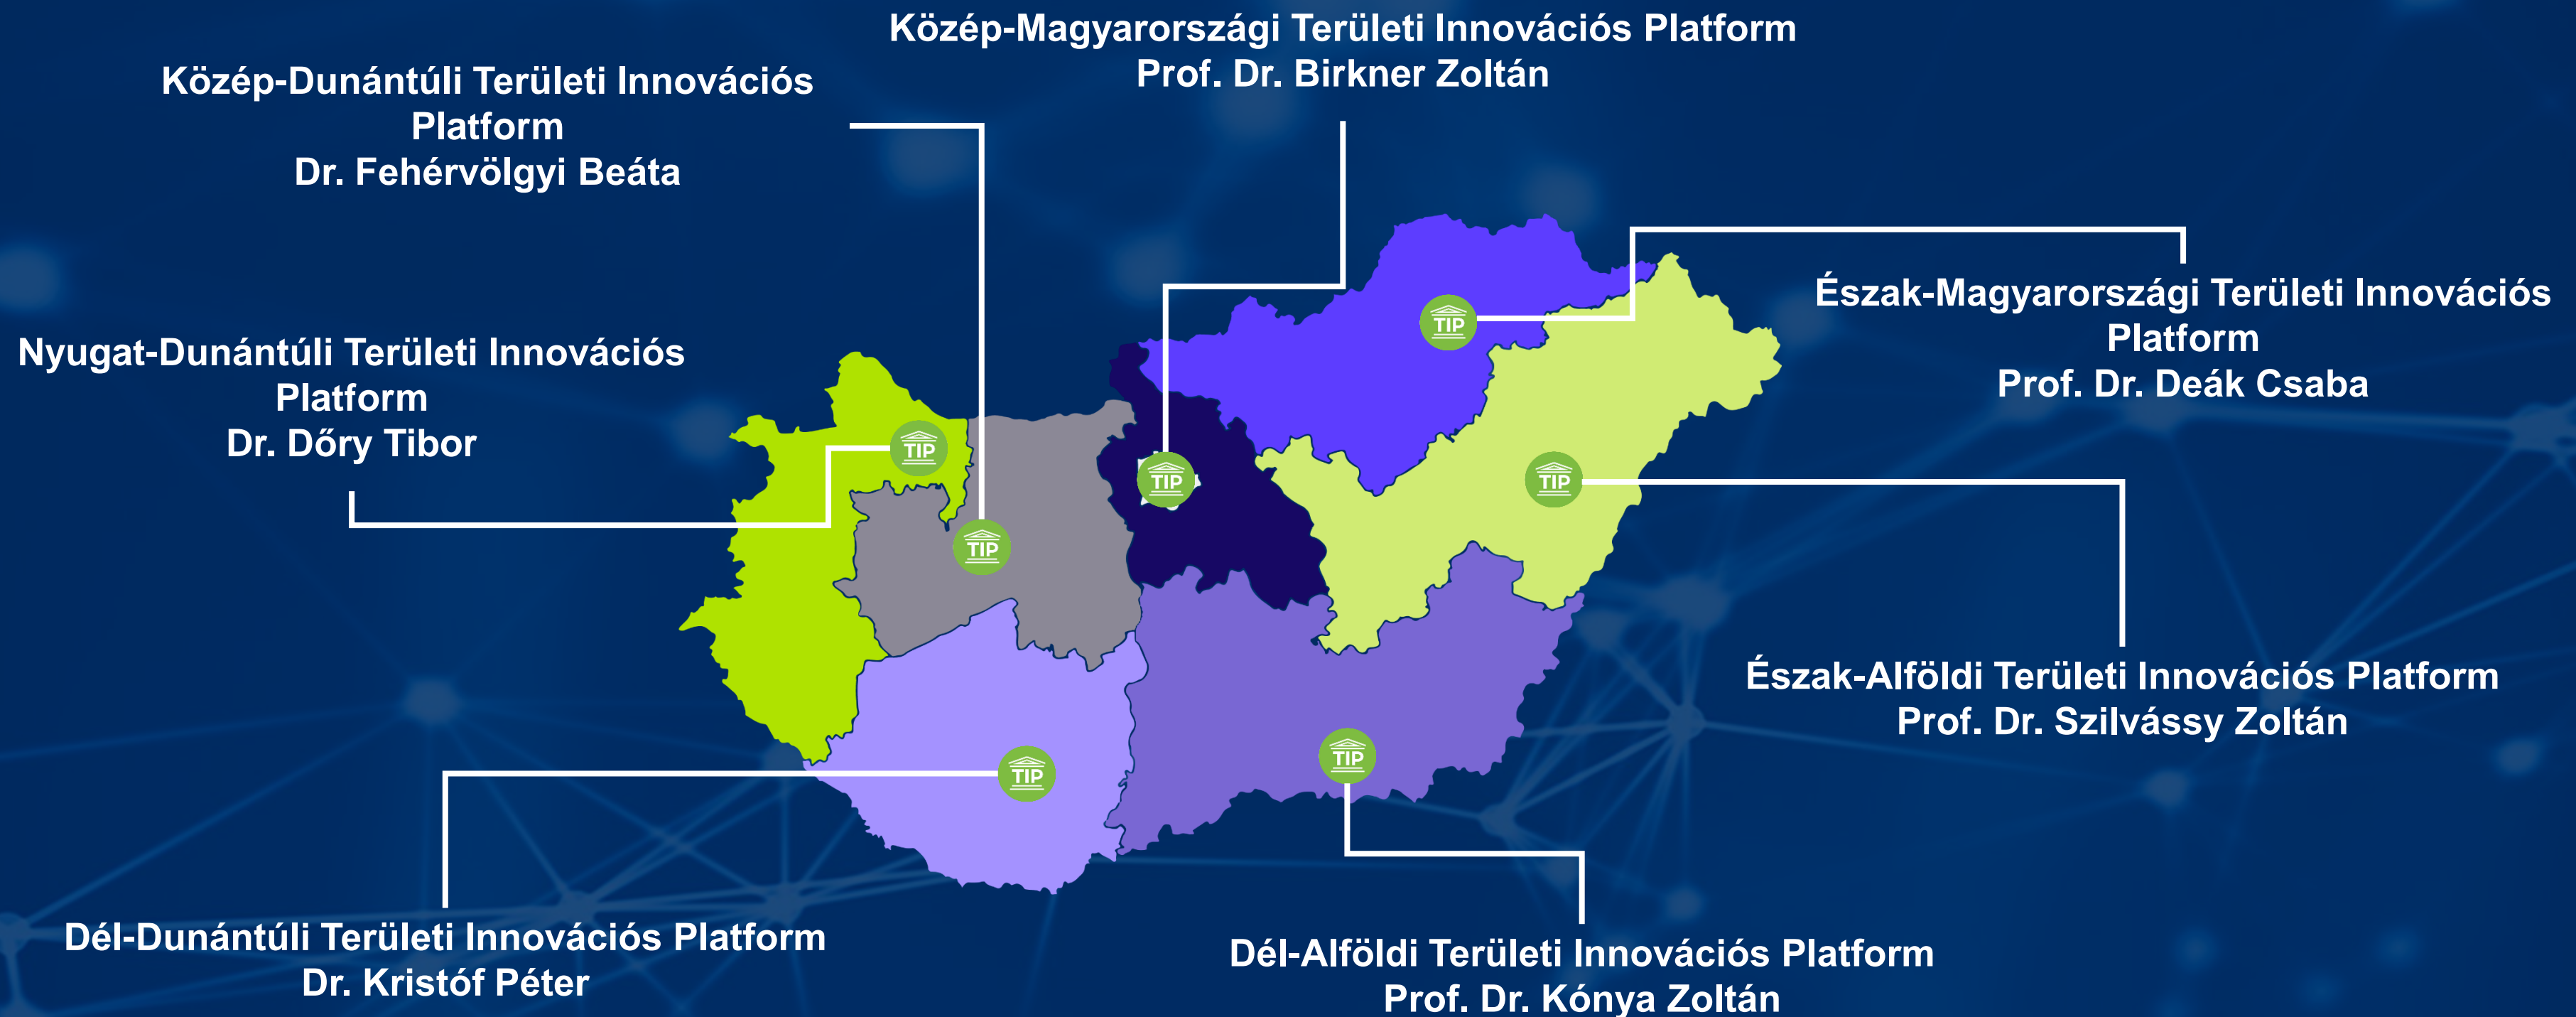 Közép-Magyarországi Területi Innovációs Platform
Prof. Dr. Birkner Zoltán
Közép-Dunántúli Területi Innovációs
Platform
Dr. Fehérvölgyi Beáta
Észak-Magyarországi Területi Innovációs
Platform
Prof. Dr. Deák Csaba
Nyugat-Dunántúli Területi Innovációs
Platform
Dr. Dőry Tibor
TIP
TIP
TIP
TIP
TIP
Észak-Alföldi Területi Innovációs Platform
Prof. Dr. Szilvássy Zoltán
TIP
TIP
Dél-Dunántúli Területi Innovációs Platform
Dr. Kristóf Péter
Dél-Alföldi Területi Innovációs Platform
Prof. Dr. Kónya Zoltán